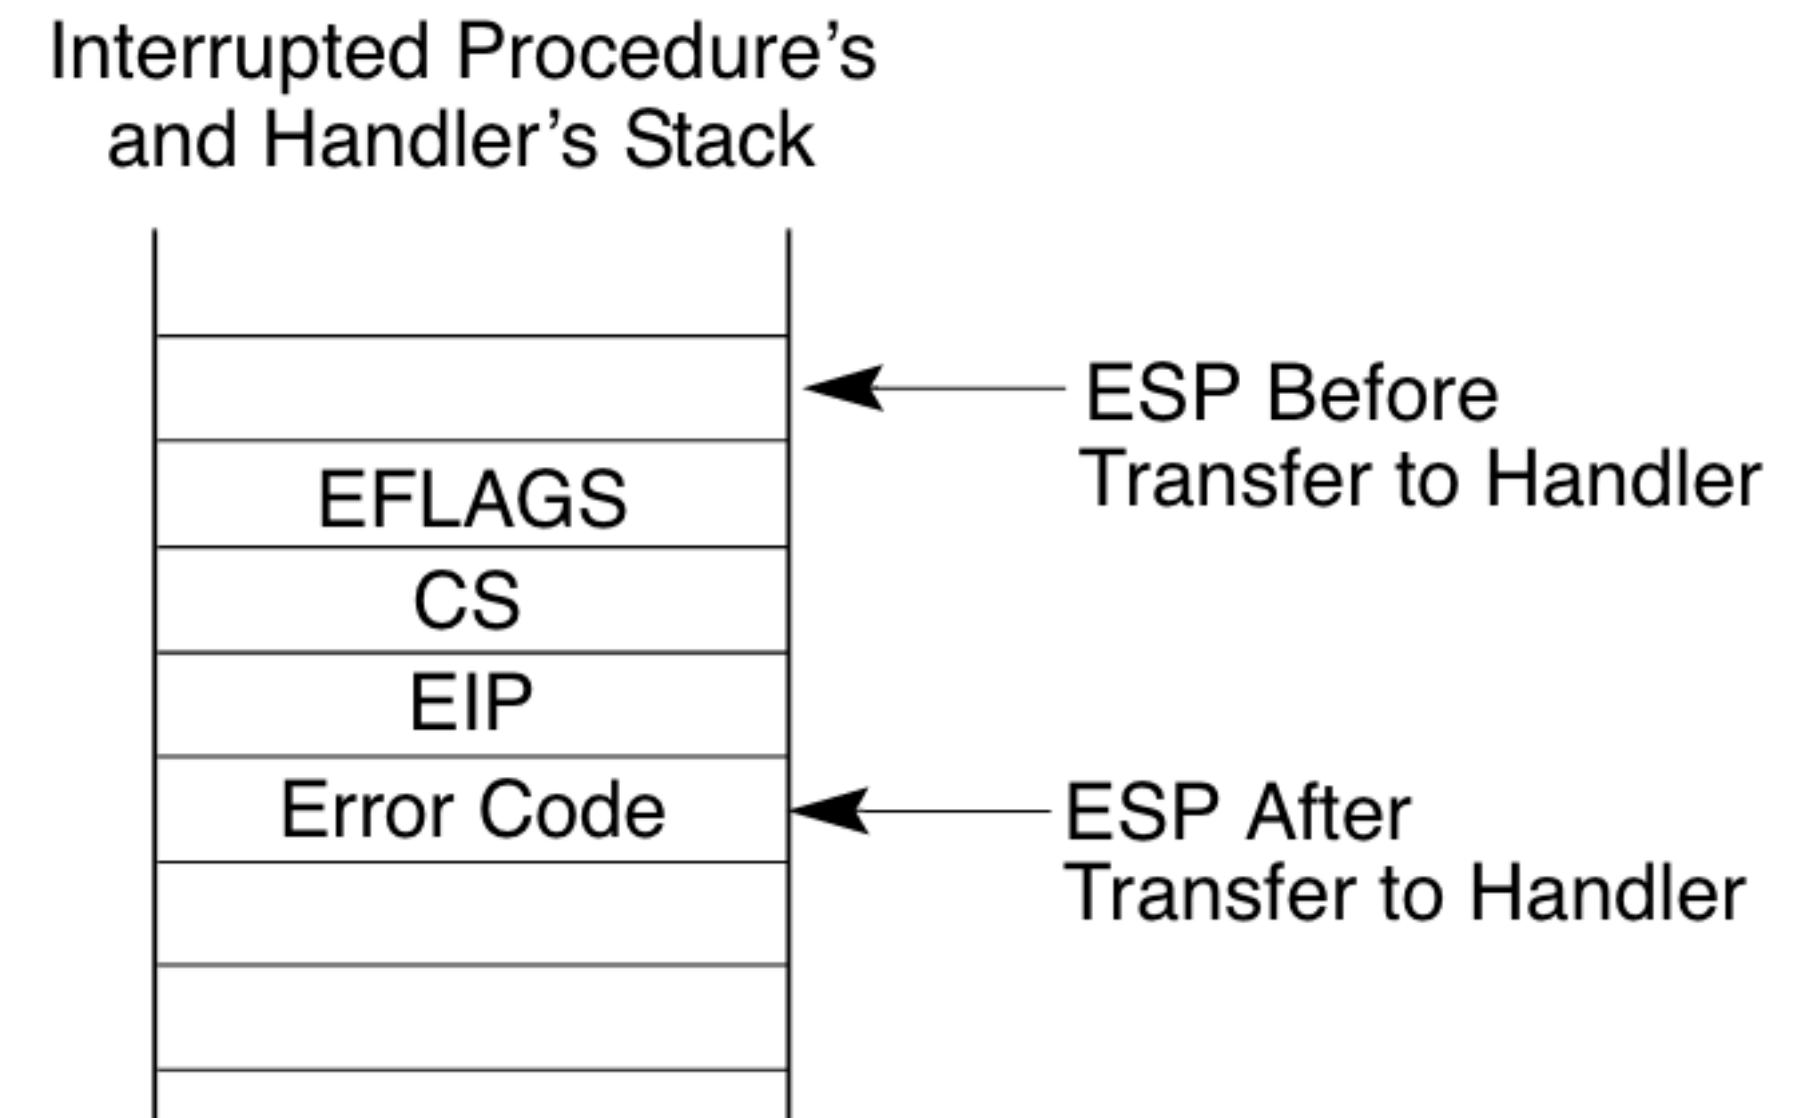 Interrupted Procedure’s
and Handler’s Stack
ESP Before
Transfer to Handler
EFLAGS
CS
EIP
Error Code
ESP After
Transfer to Handler